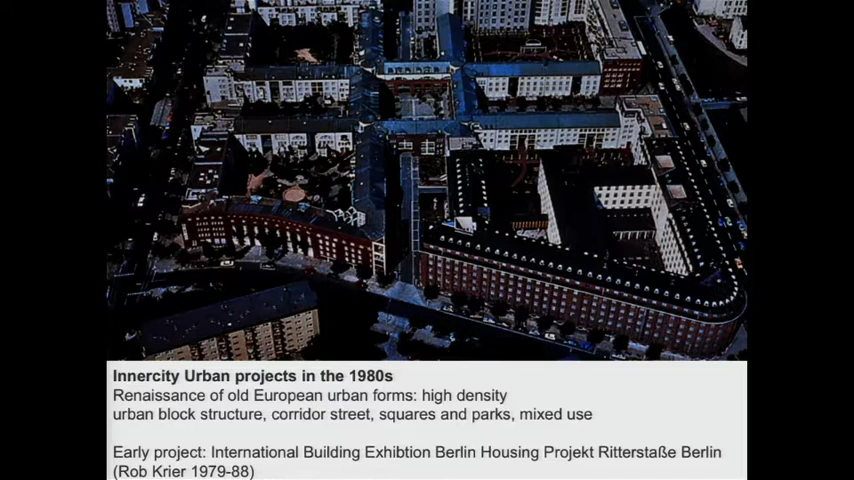 Innercity Urban projects in the 1980s
Renaissance of old European urban forms: high density
urban block structure, corridor street, squares and parks, mixed use
Early project: International Building Exhibtion Berlin Housing Projekt Ritterstaße Berlin
(Rob Krier 1979-88)